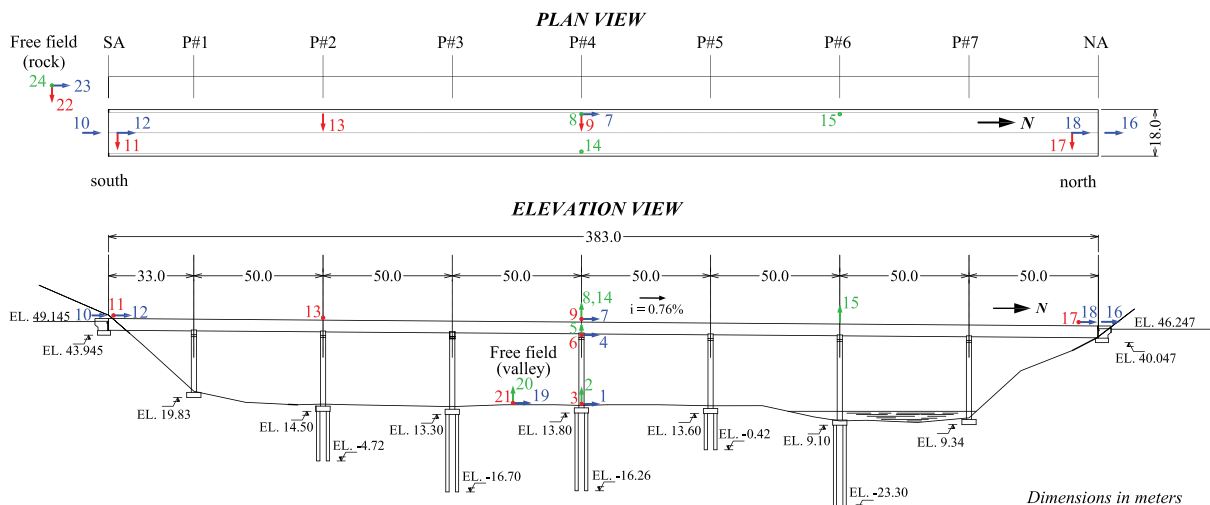 PLAN VIEW
Free field
(rock)
SA P#1 P#2 P#3 P#4 P#5 P#6 P#7 NA
24 23
22
10 12 8 7 15 N 18 16
11 13 9 17
14
18.0
south north
ELEVATION VIEW
383.0
33.0 50.0 50.0 50.0 50.0 50.0 50.0 50.0
8,14 15
i = 0.76%
N
EL. 49.145 10 11 12 13 9 7 17 18 16 EL. 46.247
5
EL. 43.945 6 4 EL. 40.047
Free field
(valley)
20 2
21 19 3 1
EL. 19.83 EL. 14.50 EL. 13.30 EL. 13.80 EL. 13.60 EL. 9.10 EL. 9.34
EL. -4.72 EL. -0.42
EL. -16.70 EL. -16.26
EL. -23.30
Dimensions in meters